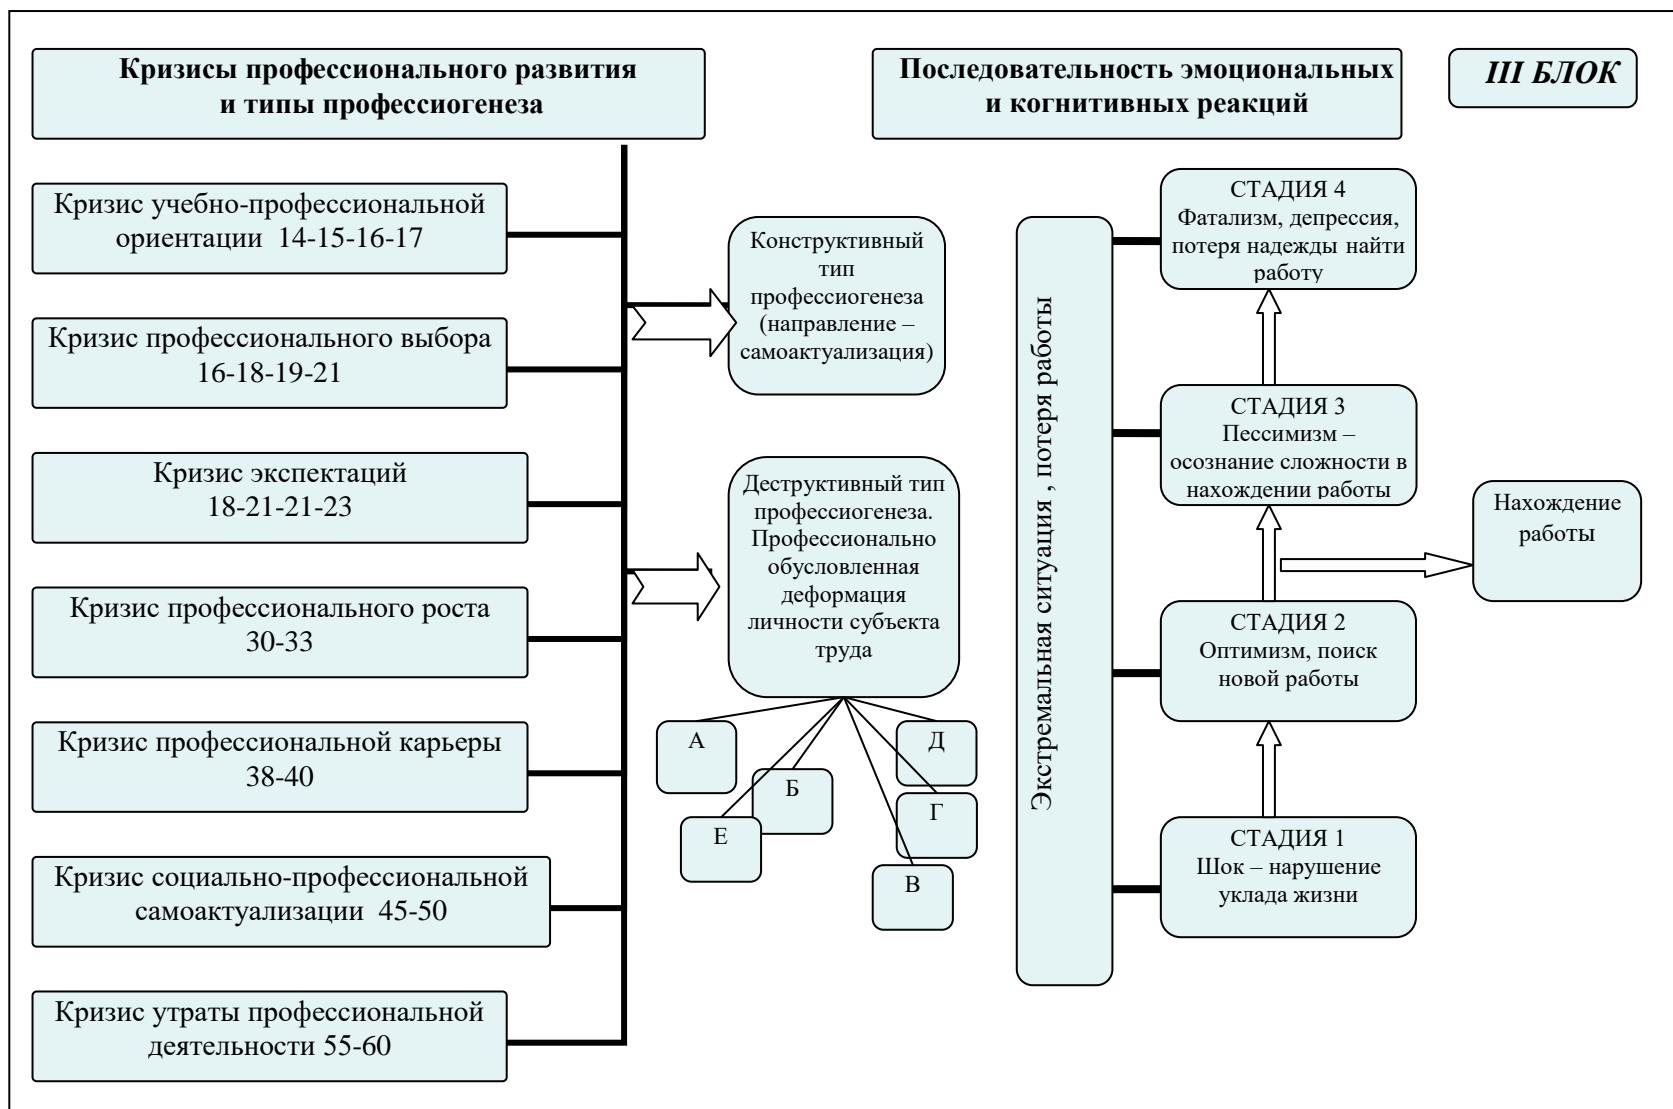 Кризисы профессионального развития
и типы профессиогенеза
Кризис учебно-профессиональной
ориентации 14-15-16-17
Кризис профессионального выбора
16-18-19-21
Кризис экспектаций
18-21-21-23
Кризис профессионального роста
30-33
Кризис профессиональной карьеры
38-40
Кризис социально-профессиональной
самоактуализации 45-50
Кризис утраты профессиональной
деятельности 55-60
Конструктивный
тип
профессиогенеза
(направление –
самоактуализация)
Деструктивный тип
профессиогенеза.
Профессионально
обусловленная
деформация
личности субъекта
труда
А
Б
Е
Д
Г
В
Последовательность эмоциональных
и когнитивных реакций
III БЛОК
Экстремальная ситуация , потеря работы
СТАДИЯ 4
Фатализм, депрессия,
потеря надежды найти
работу
СТАДИЯ 3
Пессимизм –
осознание сложности в
нахождении работы
Нахождение
работы
СТАДИЯ 2
Оптимизм, поиск
новой работы
СТАДИЯ 1
Шок – нарушение
уклада жизни